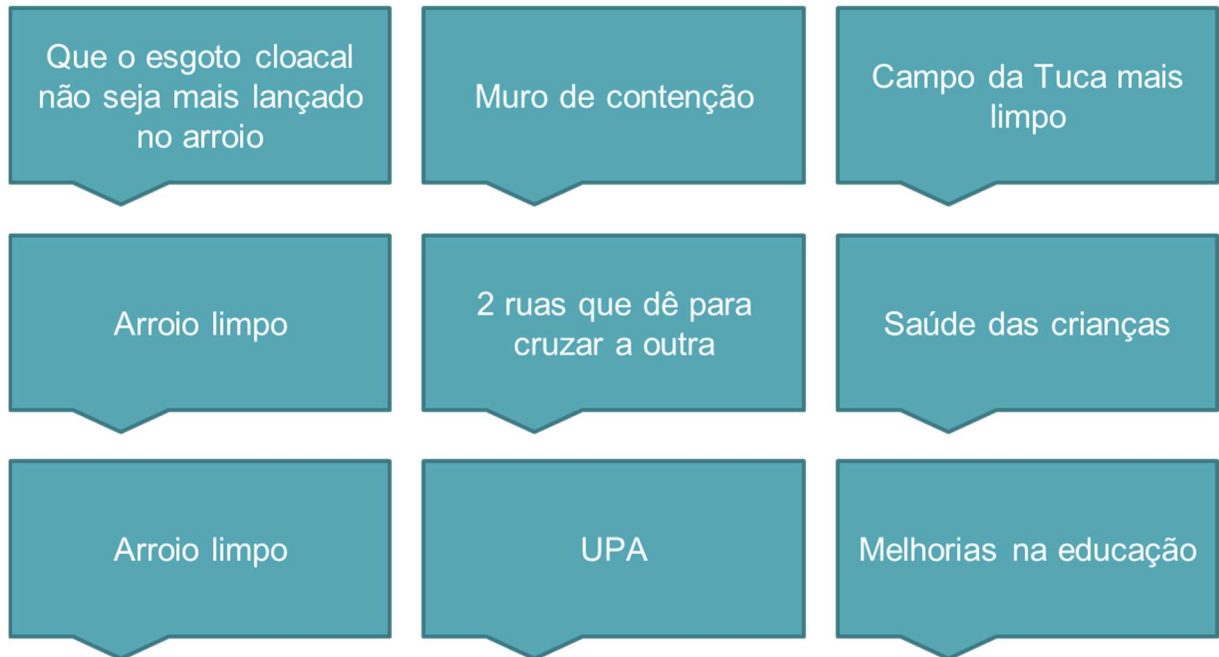 Que o esgoto cloacal
não seja mais lançado
no arroio
Muro de contenção
Campo da Tuca mais
limpo
Arroio limpo
2 ruas que dê para
cruzar a outra
Saúde das crianças
Arroio limpo
UPA
Melhorias na educação